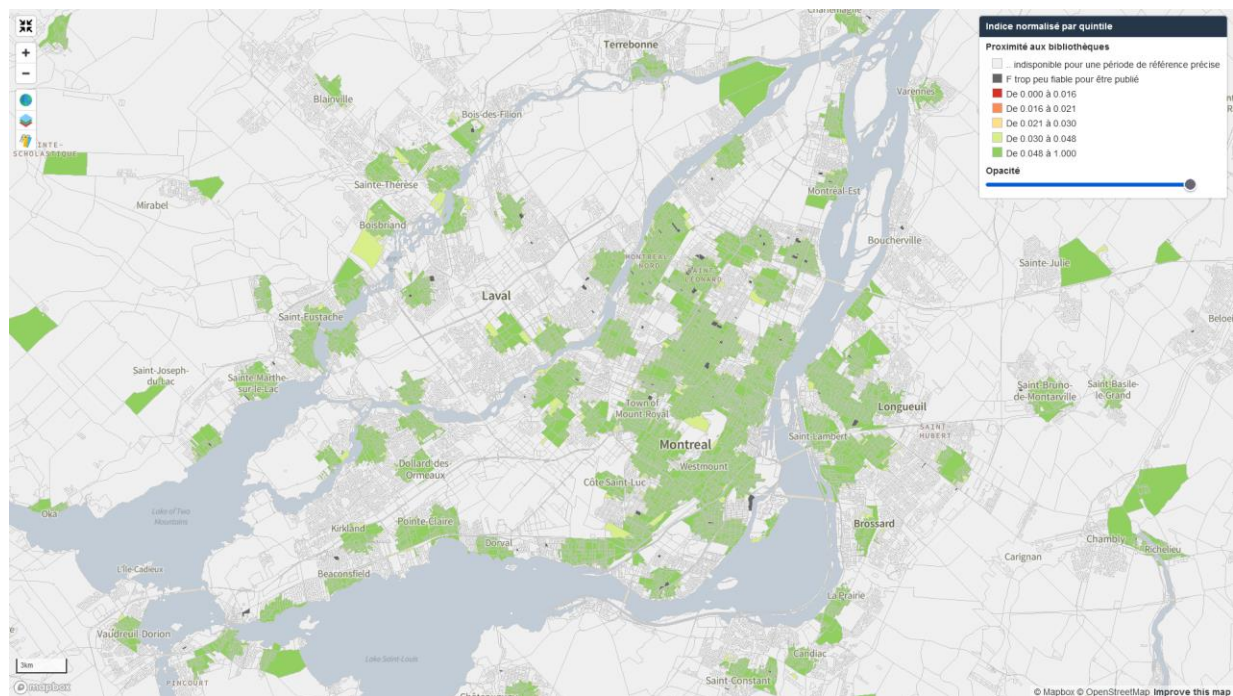 Indice normalisé par quintile
Proximité aux bibliothèques
.. indisponible pour une période de référence précise
F trop peu fiable pour être publié
De 0.000 à 0.016
De 0.016 à 0.021
De 0.021 à 0.030
De 0.030 à 0.048
De 0.048 à 1.000
Opacité
+
−
Charlemagne
Terrebonne
Blainville
Varennes
Bois-des-Filion
INTE-
SCHOLASTIQUE
Sainte-Thérèse
Montréal-Est
Mirabel
Boisbriand
Boucherville
MONTREAL
NORD
SAINT
LEONARD
Sainte-Julie
Laval
Saint-Eustache
Beloei
Saint-Joseph-
du-Lac
Sainte-Marthe
sur-le-Lac
Saint Bruno-
de-Montarville
Saint-Basile-
le-Grand
Town of
Mount Royal
Longueuil
SAINT
HUBERT
Montreal
Saint-Lambert
Westmount
Dollard-des
Ormeaux
Côte Saint-Luc
Oka
Lake of Two
Mountains
Kirkland
Pointe-Claire
Brossard
Dorval
Chambly
Richelieu
Carignan
L'Île-Cadieux
Beaconsfield
La Prairie
Vaudreuil Dorion
Lake Saint-Louis
Candiac
3km
PINCOURT
Saint-Constant
mapbox
© Mapbox © OpenStreetMap Improve this map